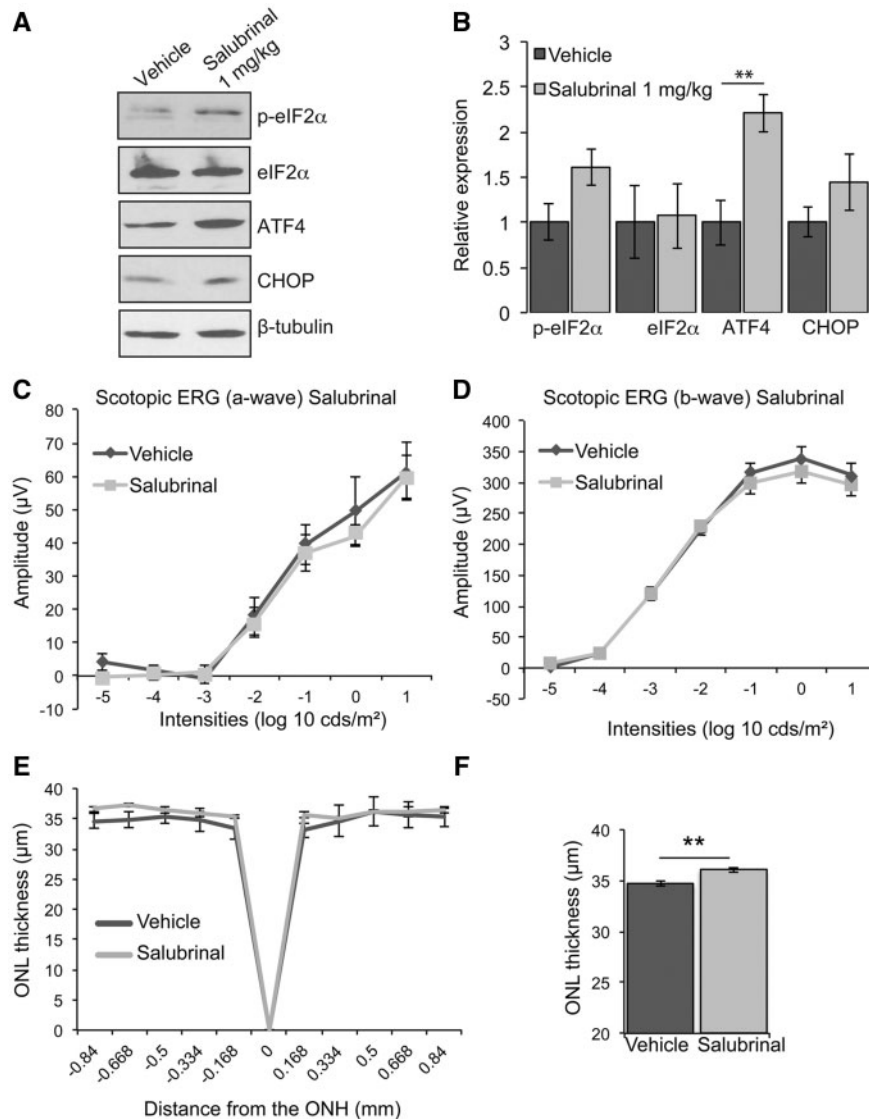 A
Vehicle
Salubrinal
1 mg/kg
p-eIF2α
eIF2α
ATF4
CHOP
β-tubulin
B
Vehicle
Salubrinal 1 mg/kg
**
Relative expression
3
2.5
2
1.5
1
0.5
0
p-eIF2α eIF2α ATF4 CHOP
C
Scotopic ERG (a-wave) Salubrinal
Vehicle
Salubrinal
Amplitude (µV)
80
70
60
50
40
30
20
10
0
-10
-5 -4 -3 -2 -1 0 1
Intensities (log 10 cds/m²)
D
Scotopic ERG (b-wave) Salubrinal
Vehicle
Salubrinal
Amplitude (µV)
400
350
300
250
200
150
100
50
0
-50
-5 -4 -3 -2 -1 0 1
Intensities (log 10 cds/m²)
E
ONL thickness (µm)
40
35
30
25
20
15
10
5
0
Vehicle
Salubrinal
-0.84 -0.668 -0.5 -0.334 -0.168 0 0.168 0.334 0.5 0.668 0.84
Distance from the ONH (mm)
F
**
ONL thickness (µm)
40
35
30
25
20
Vehicle Salubrinal